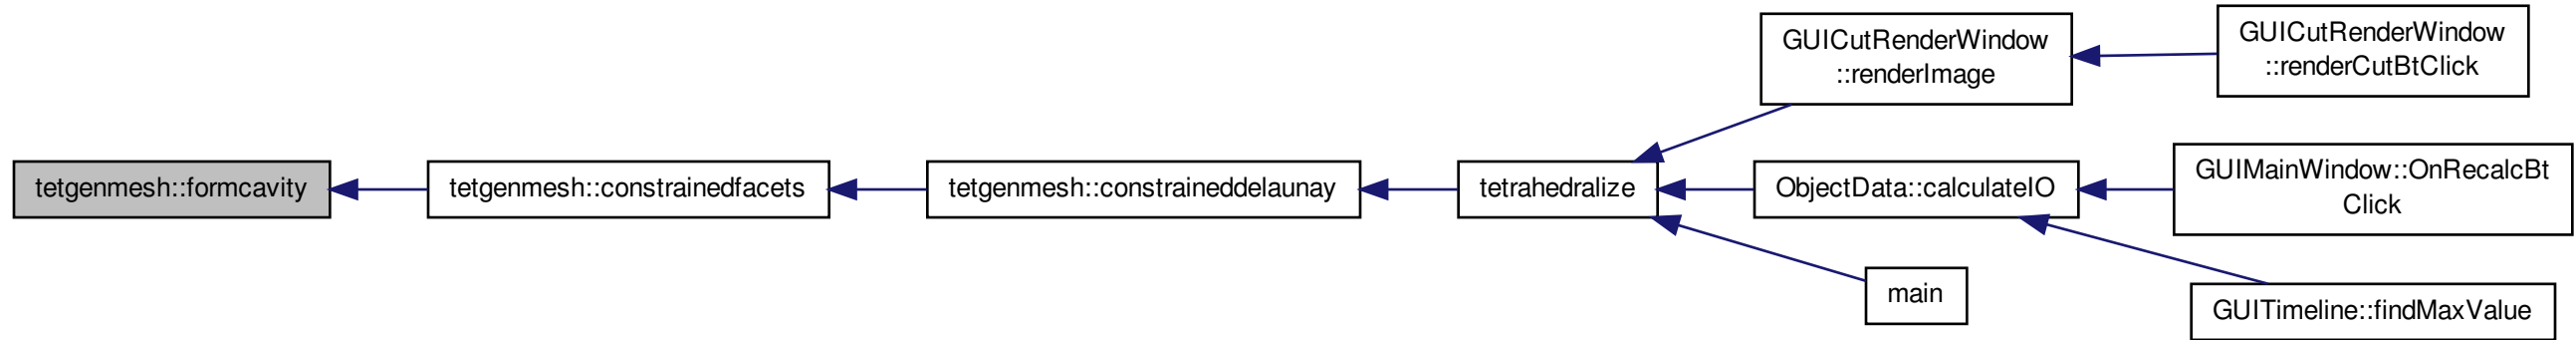 tetgenmesh::formcavity
tetgenmesh::constrainedfacets
tetgenmesh::constraineddelaunay
tetrahedralize
GUICutRenderWindow
::renderImage
GUICutRenderWindow
::renderCutBtClick
ObjectData::calculateIO
GUIMainWindow::OnRecalcBt
Click
main
GUITimeline::findMaxValue